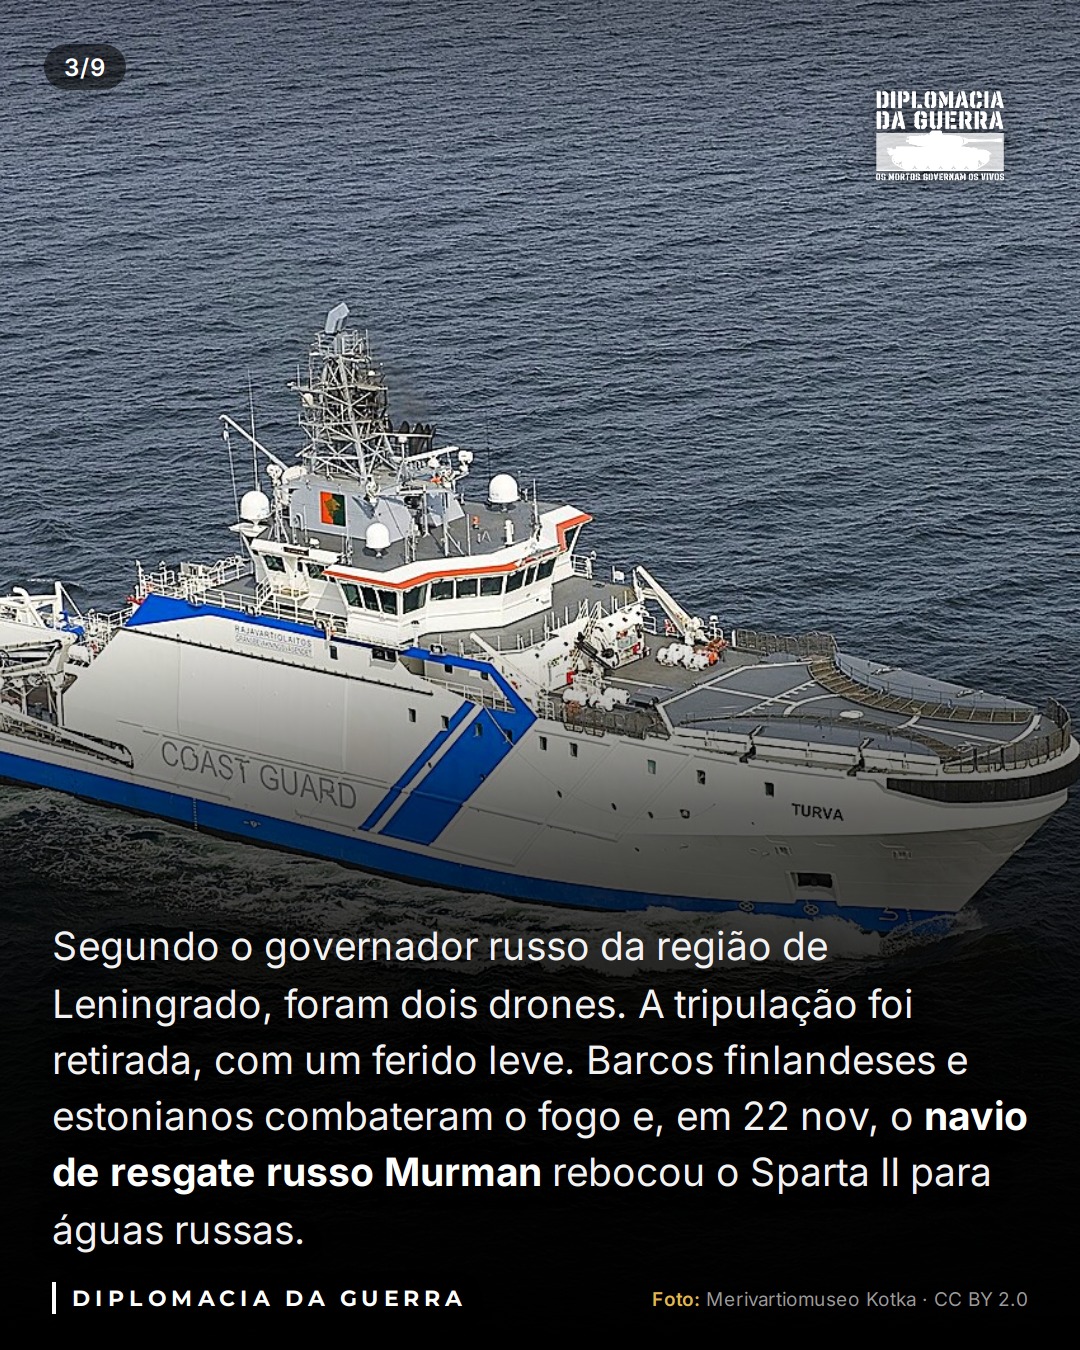 3/9
DIPLOMACIA
DA GUERRA
OS MORTOS GOVERNAM OS VIVOS
RAJAVARTIOLAITOS
COAST GUARD
TURVA
Segundo o governador russo da região de
Leningrado, foram dois drones. A tripulação foi
retirada, com um ferido leve. Barcos finlandeses e
estonianos combateram o fogo e, em 22 nov, o navio
de resgate russo Murman rebocou o Sparta II para
águas russas.
DIPLOMACIA DA GUERRA
Foto: Merivartiomuseo Kotka · CC BY 2.0